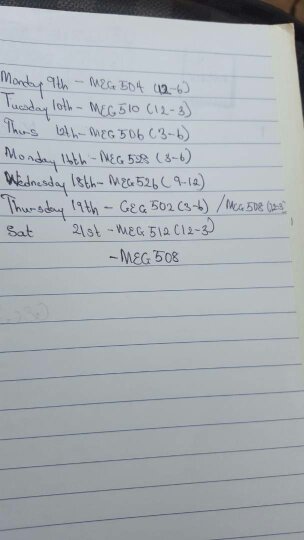 Monday 9th - MEG 504 (12-6)
Tuesday 10th - MEG 510 (12-3)
Thurs 12th - MEG 506 (3-6)
Monday 16th - MEG 528 (3-6)
Wednesday 18th - MEG 526 (9-12)
Thursday 19th - GEG 502 (3-6) / MEG 508 (12-3)
Sat 21st - MEG 512 (12-3)
- MEG 508